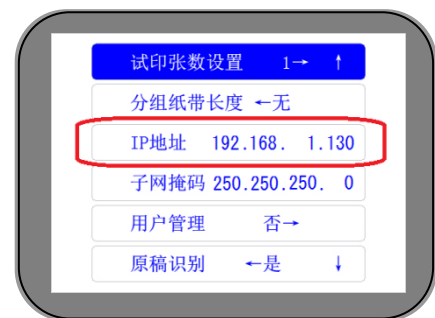 试印张数设置 1→ ↑
分组纸带长度 ←无
IP地址 192.168. 1.130
子网掩码 250.250.250. 0
用户管理 否→
原稿识别 ←是 ↓